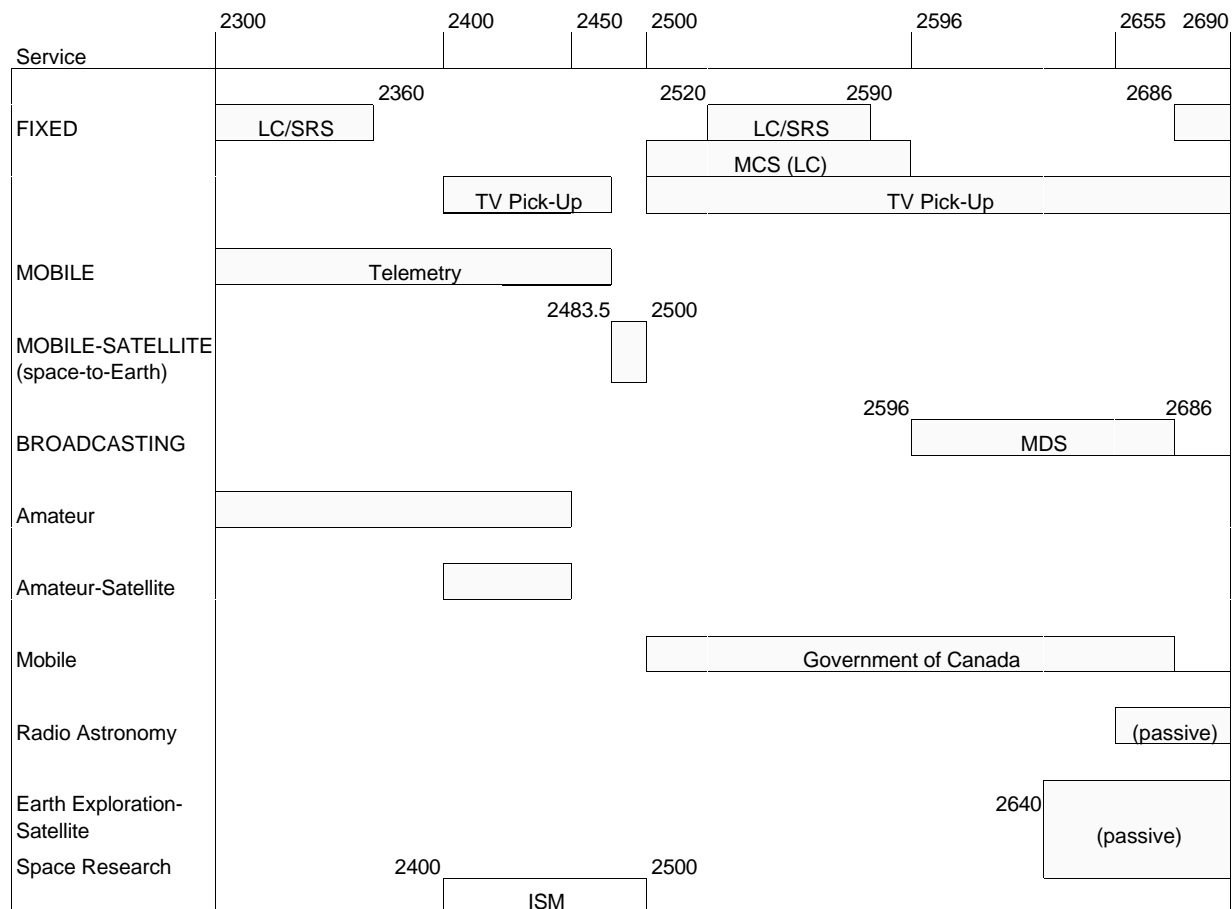 2300 2400 2450 2500 2596 2655 2690
Service
2360 2520 2590 2686
FIXED LC/SRS LC/SRS
MCS (LC)
TV Pick-Up TV Pick-Up
MOBILE Telemetry
2483.5 2500
MOBILE-SATELLITE
(space-to-Earth)
2596 2686
BROADCASTING MDS
Amateur
Amateur-Satellite
Mobile Government of Canada
Radio Astronomy (passive)
Earth Exploration- 2640
Satellite (passive)
Space Research 2400 2500
ISM